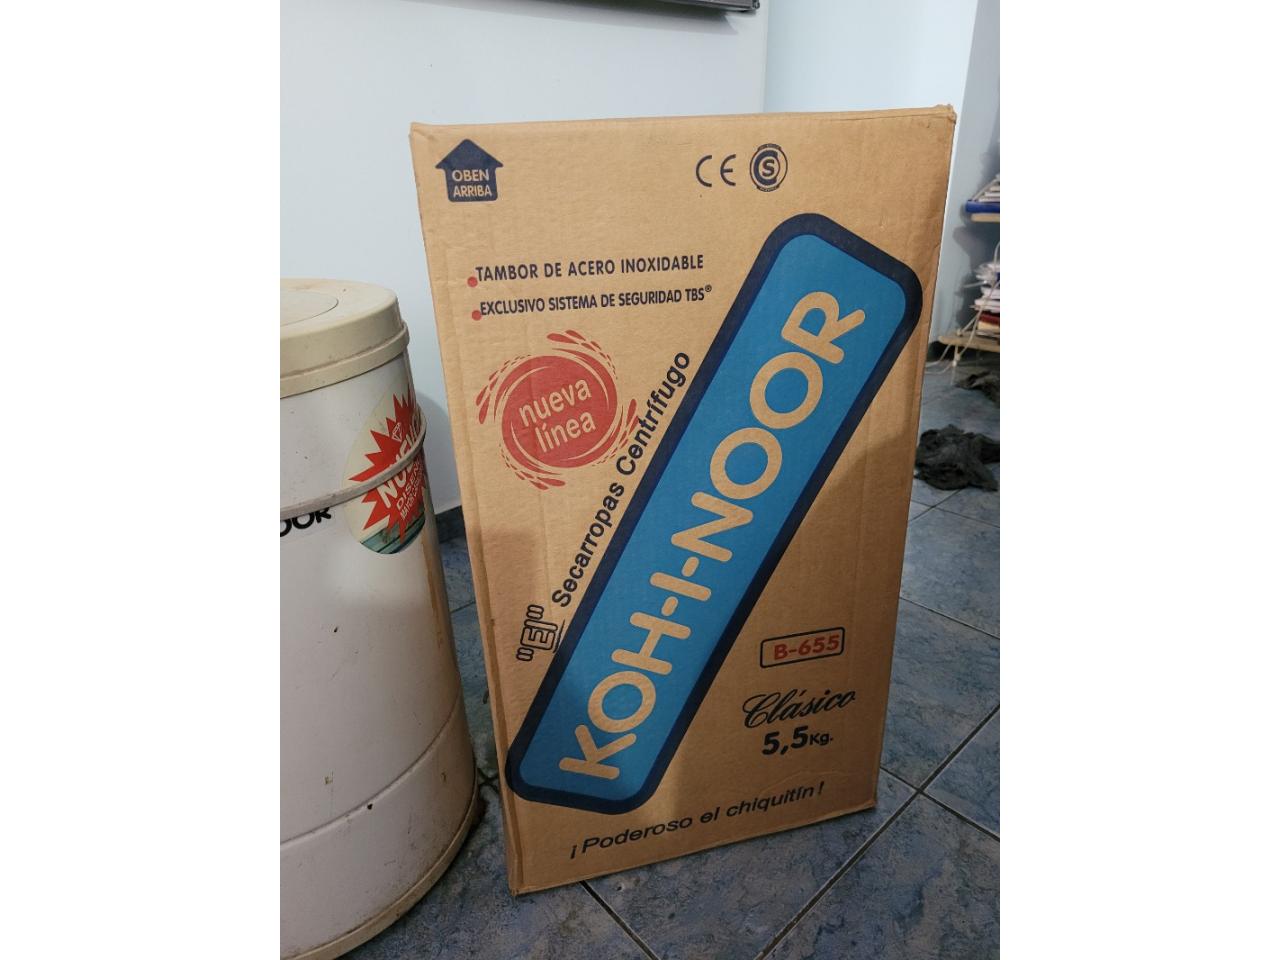 OBEN
ARRIBA
CE
S
TAMBOR DE ACERO INOXIDABLE
EXCLUSIVO SISTEMA DE SEGURIDAD TBS®
nueva
línea
"El" Secarropas Centrífugo
KOH-I-NOOR
B-655
Clásico
5,5Kg.
¡Poderoso el chiquitín!
OOR